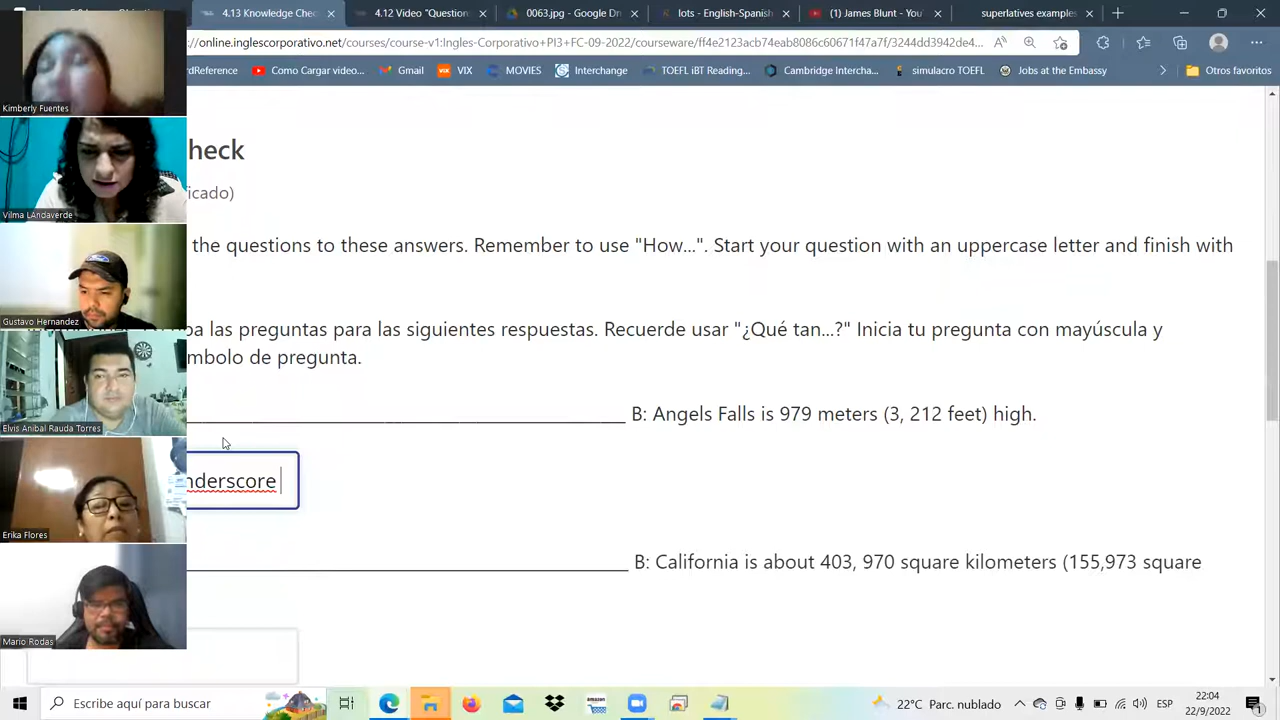 4.13 Knowledge Che
4.12 Video "Question
0063.jpg - Google Dri
lots - English-Spanish
(1) James Blunt - You
superlatives examples
://online.inglescorporativo.net/courses/course-v1:Ingles-Corporativo+PI3+FC-09-2022/courseware/ff4e2123acb74eab8086c60671f47a7f/3244dd3942de4...
rdReference
Como Cargar video...
Gmail
VIX
MOVIES
Interchange
TOEFL iBT Reading...
Cambridge Intercha...
simulacro TOEFL
Jobs at the Embassy
Otros favoritos
Kimberly Fuentes
heck
icado)
Vilma LAndaverde
the questions to these answers. Remember to use "How...". Start your question with an uppercase letter and finish with
Gustavo Hernandez
ba las preguntas para las siguientes respuestas. Recuerde usar "¿Qué tan...?" Inicia tu pregunta con mayúscula y
mbolo de pregunta.
B: Angels Falls is 979 meters (3, 212 feet) high.
Elvis Anibal Rauda Torres
nderscore
Erika Flores
B: California is about 403, 970 square kilometers (155,973 square
Mario Rodas
Escribe aquí para buscar
22°C Parc. nublado
ESP
22:04
22/9/2022